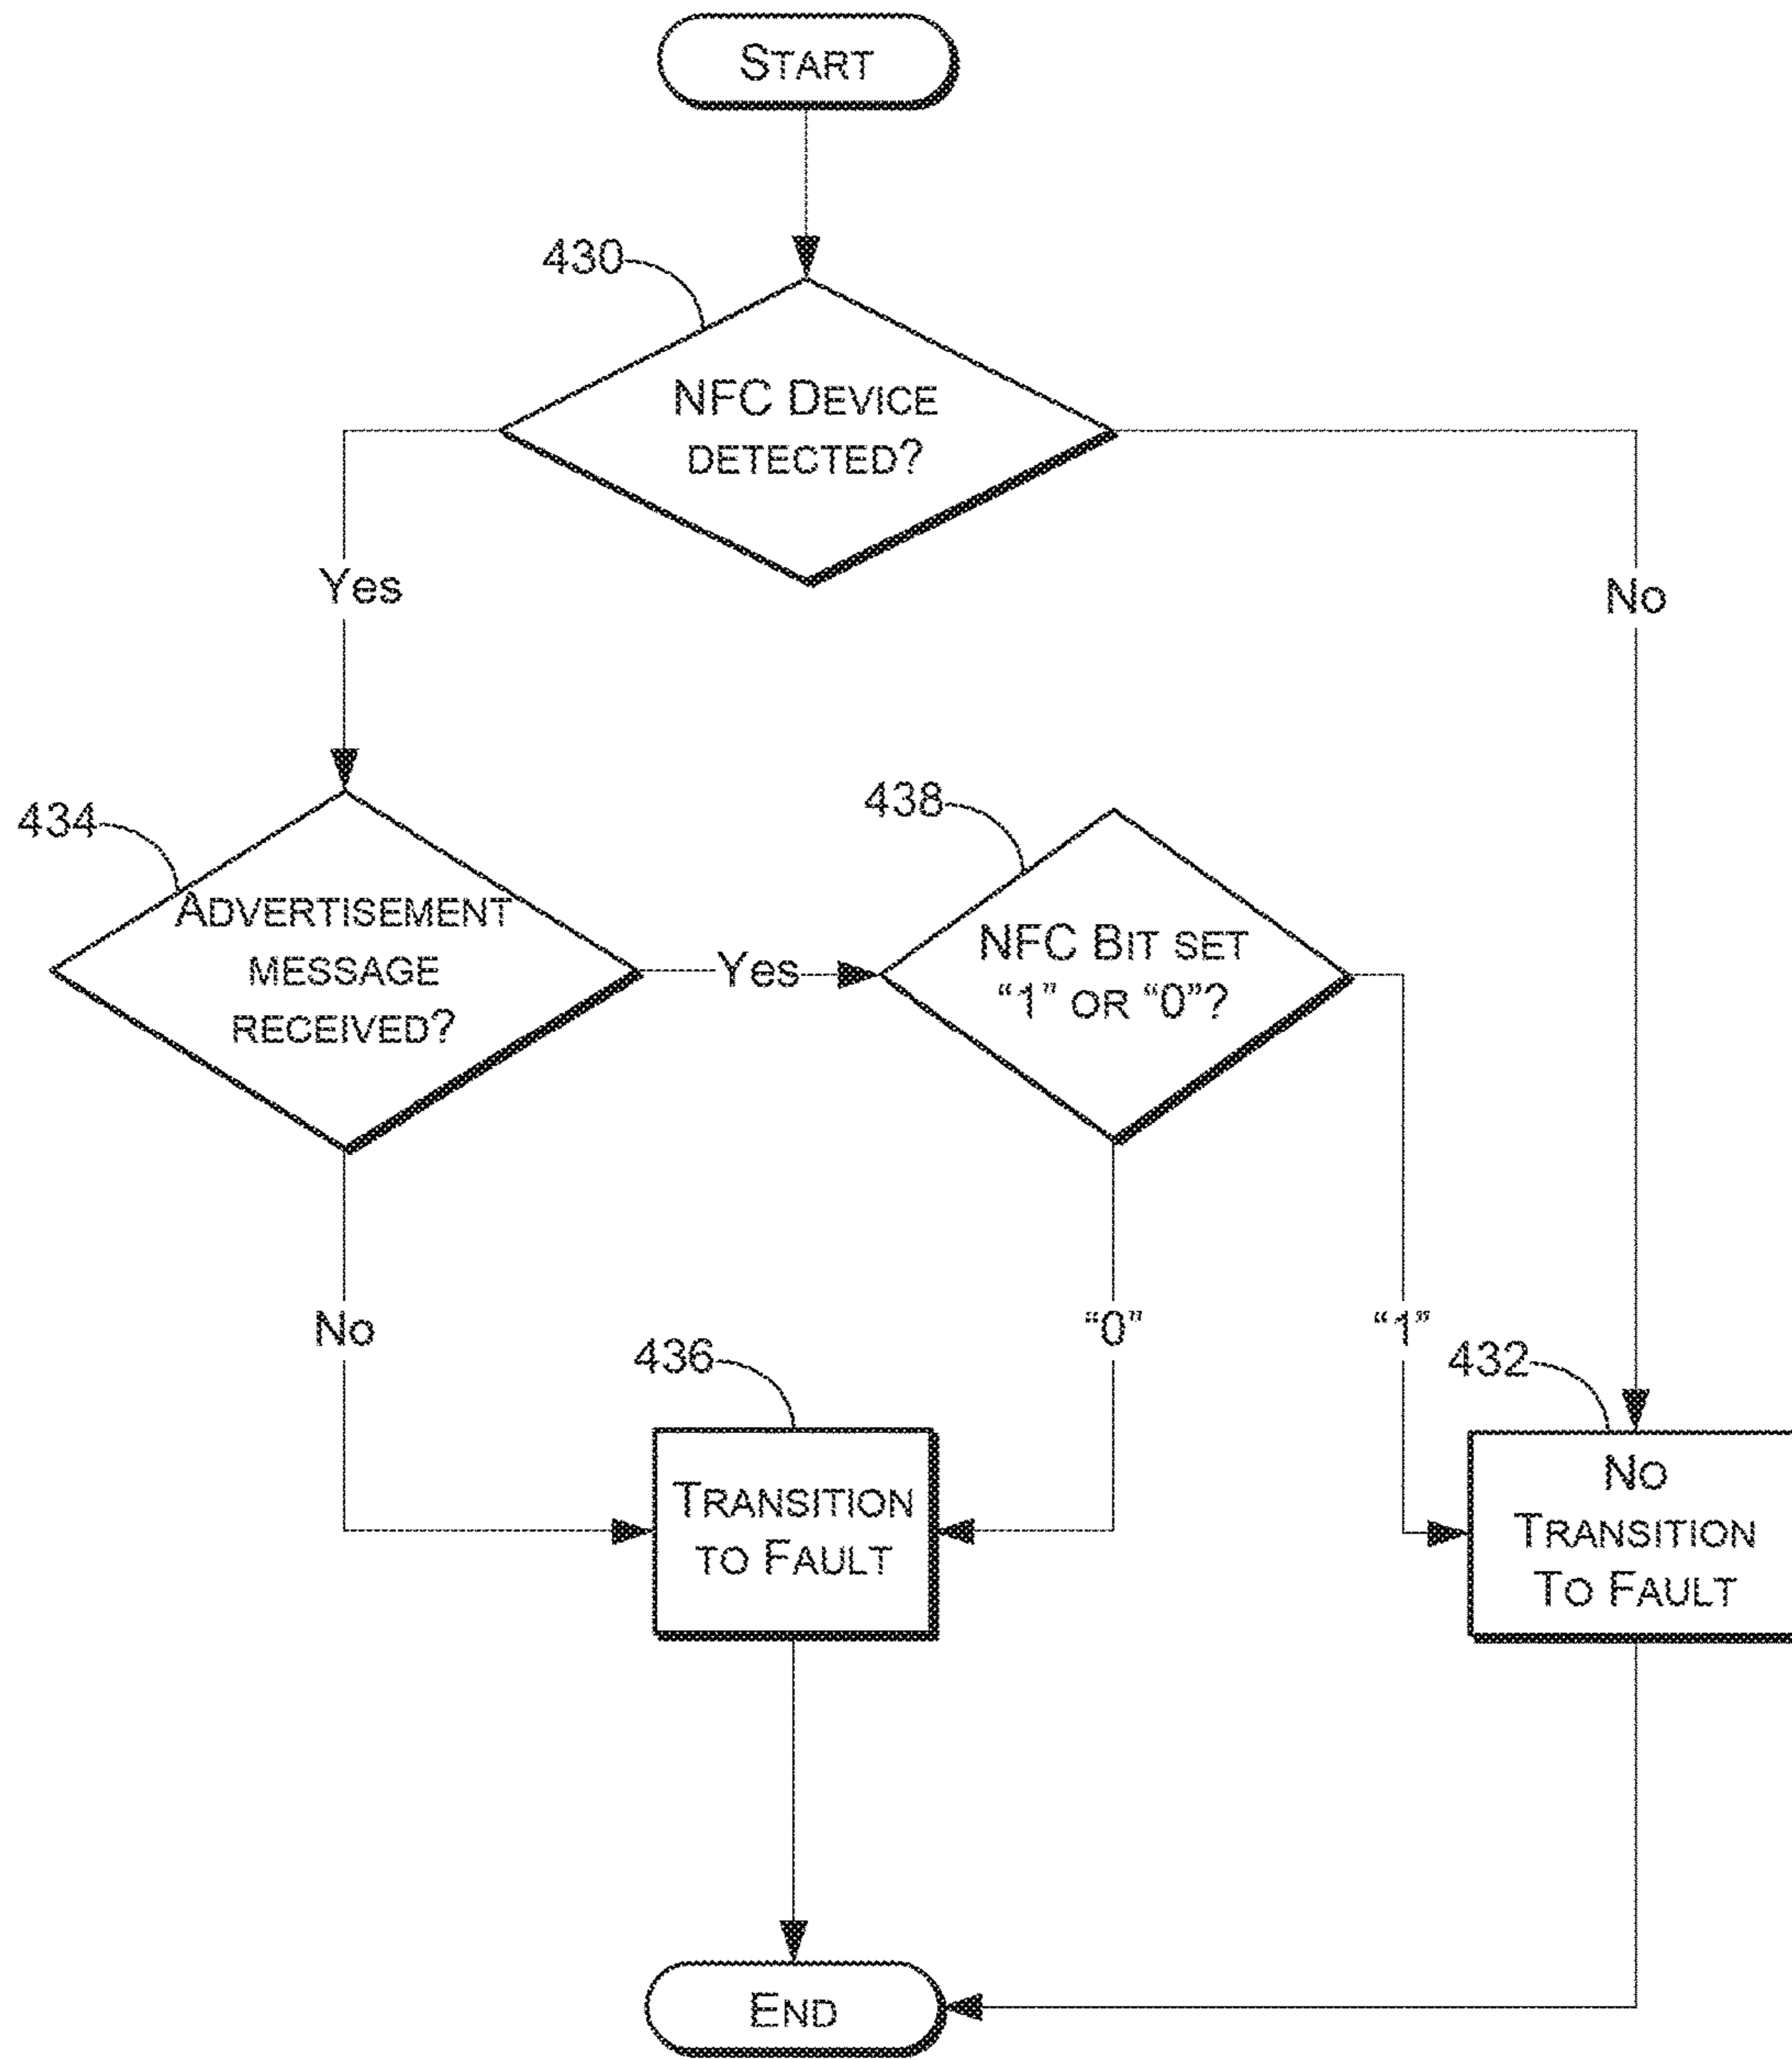 START
430
NFC DEVICE
DETECTED?
Yes
No
434
ADVERTISEMENT
MESSAGE
RECEIVED?
Yes
438
NFC BIT SET
“1” OR “0”?
No
“0”
“1”
436
TRANSITION
TO FAULT
432
NO
TRANSITION
TO FAULT
END